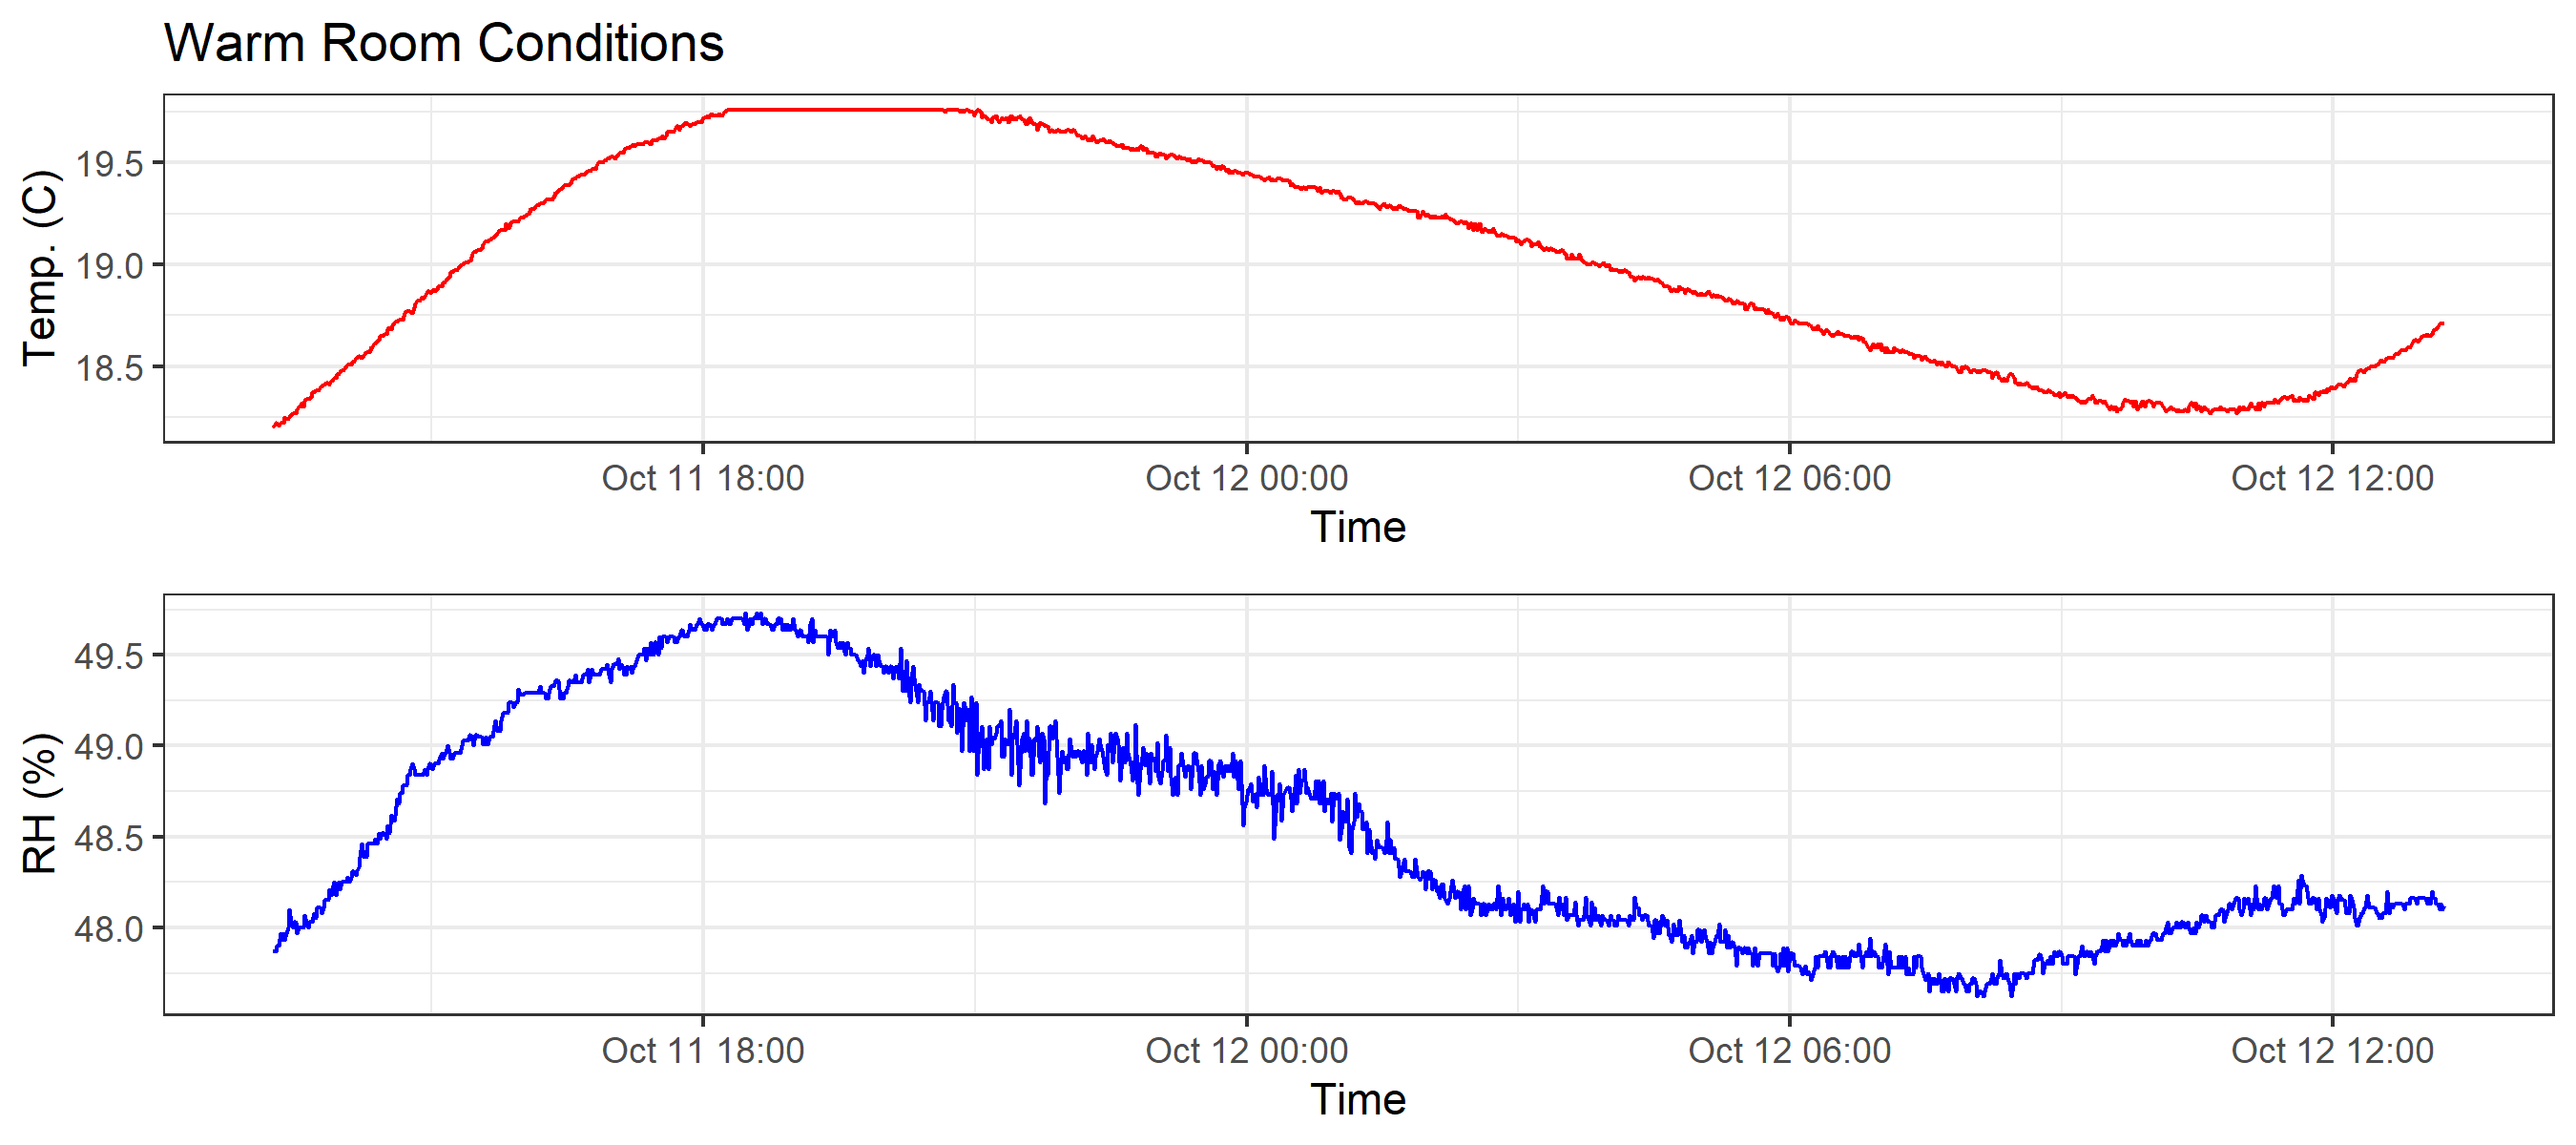 Warm Room Conditions
Temp. (C)
19.5
19.0
18.5
Oct 11 18:00 Oct 12 00:00 Oct 12 06:00 Oct 12 12:00
Time
RH (%)
49.5
49.0
48.5
48.0
Oct 11 18:00 Oct 12 00:00 Oct 12 06:00 Oct 12 12:00
Time